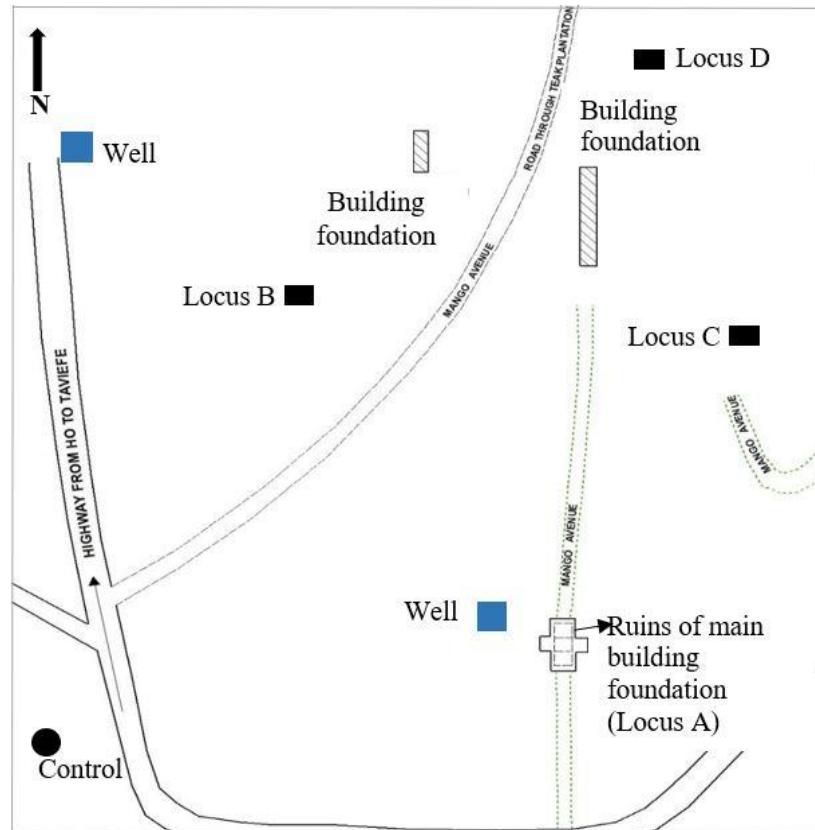 N
Well
Locus D
Building
foundation
ROAD THROUGH TEAK PLANTATION
Building
foundation
MANGO AVENUE
Locus B
Locus C
HIGHWAY FROM HO TO TAVIEFE
MANGO AVENUE
MANGO AVENUE
Well
Ruins of main
building
foundation
(Locus A)
Control